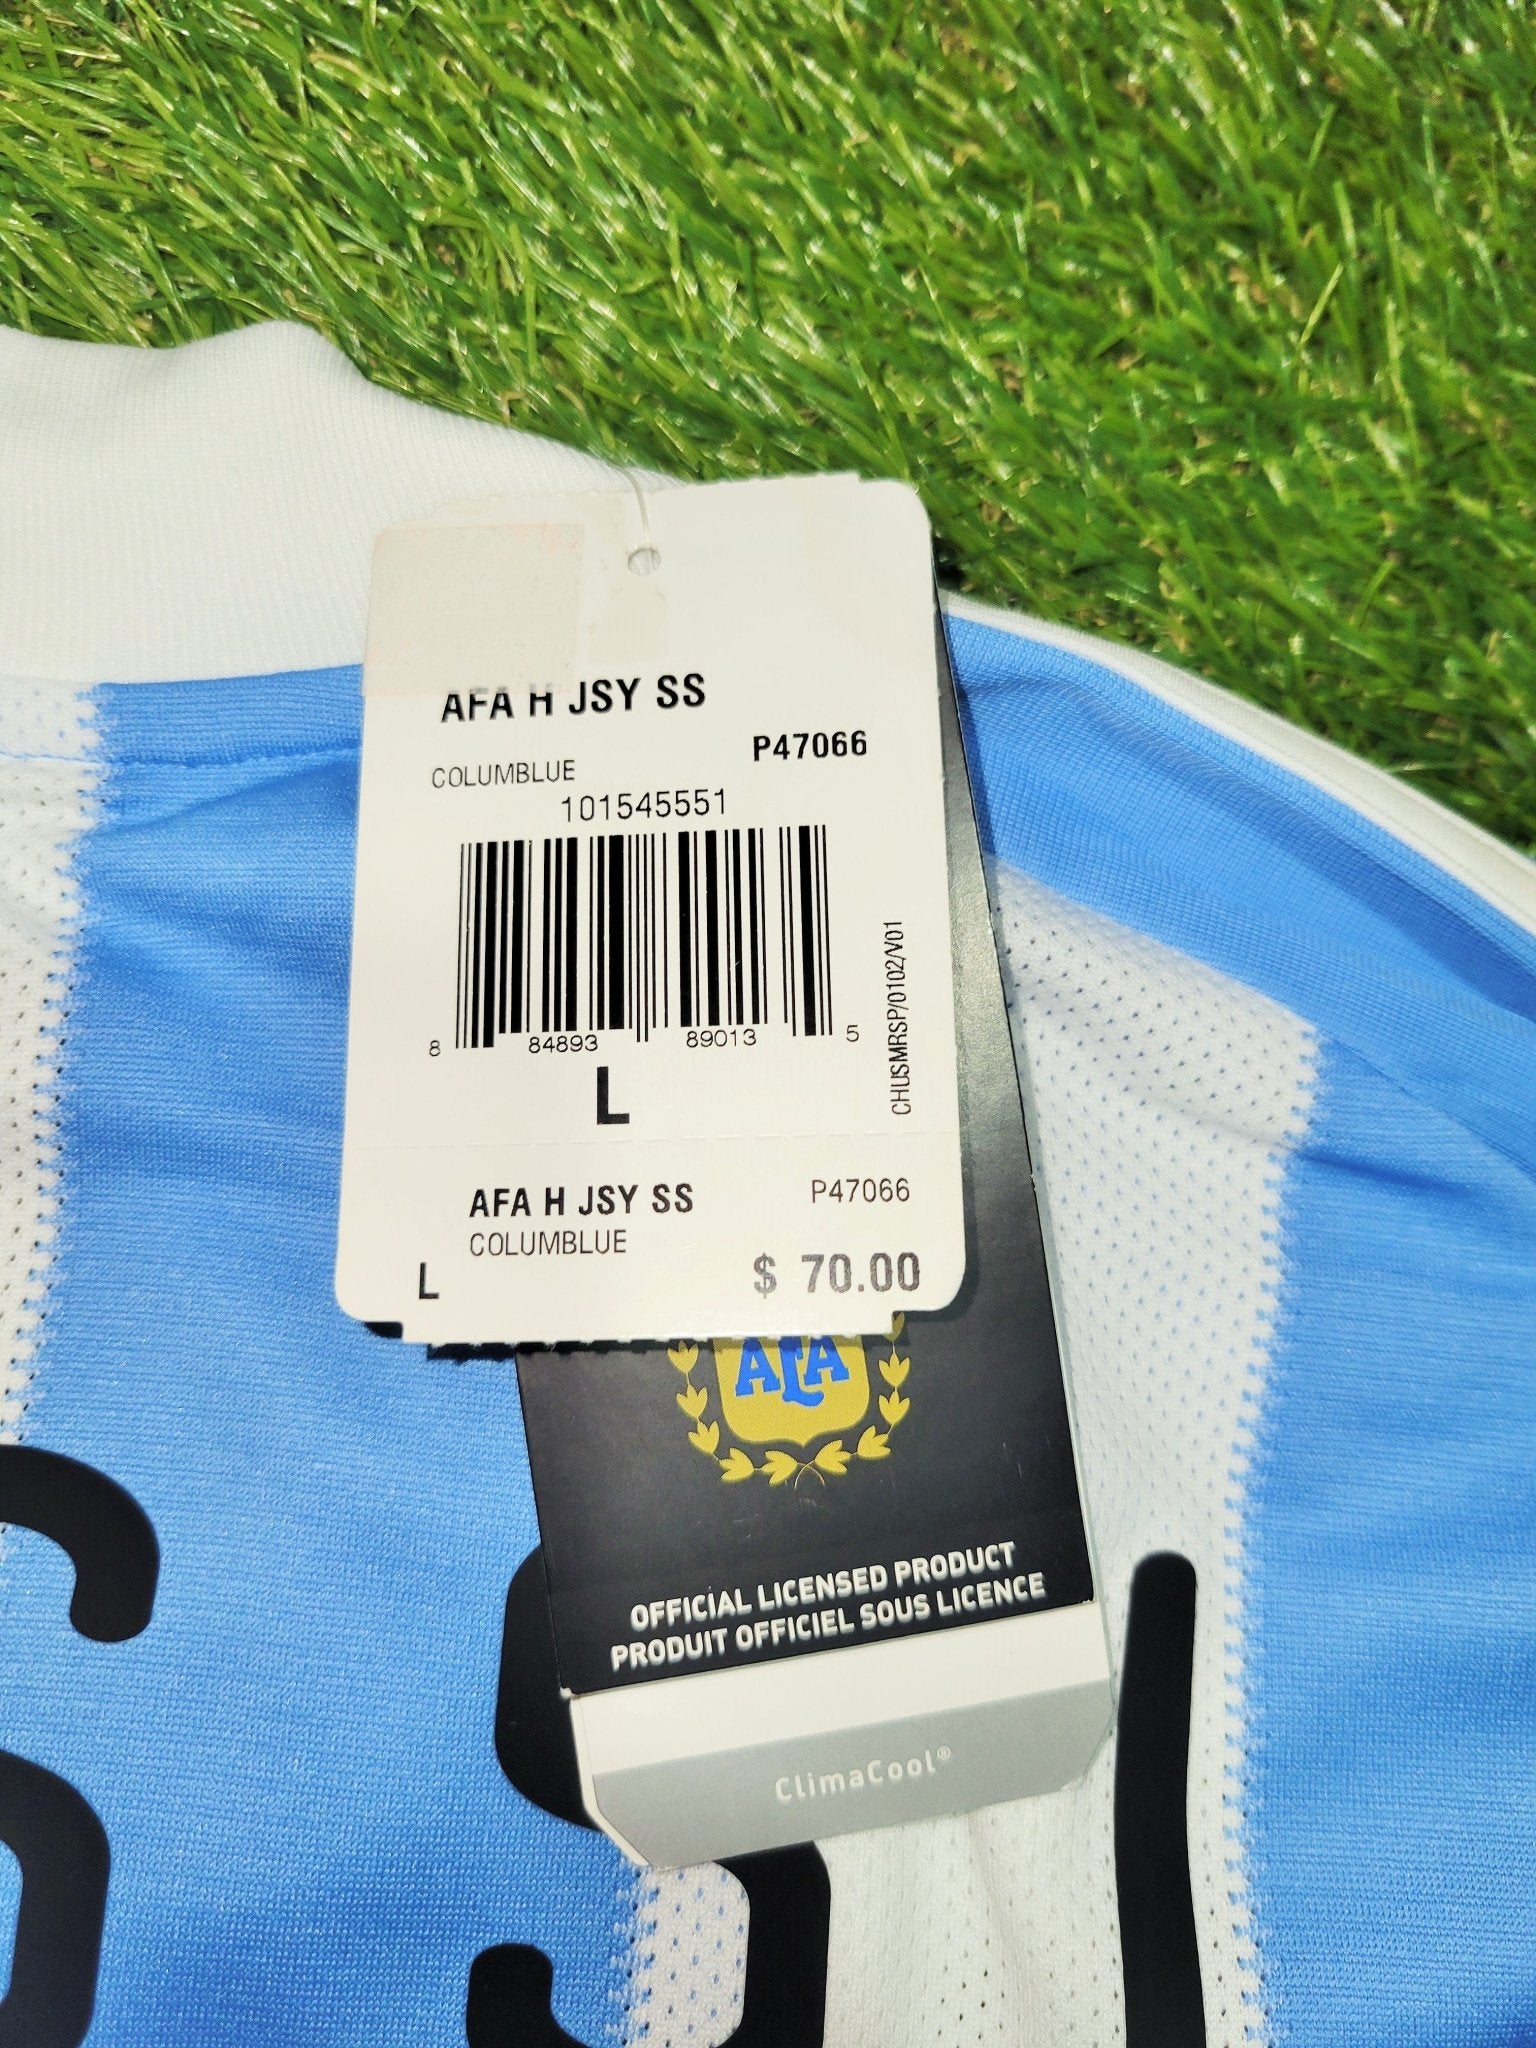 AFA H JSY SS
P47066
COLUMBLUE
101545551
8 84893 89013 5
CHUSMRSP/0102/V01
L
AFA H JSY SS
P47066
COLUMBLUE
L
$ 70.00
AFA
OFFICIAL LICENSED PRODUCT
PRODUIT OFFICIEL SOUS LICENCE
ClimaCool®